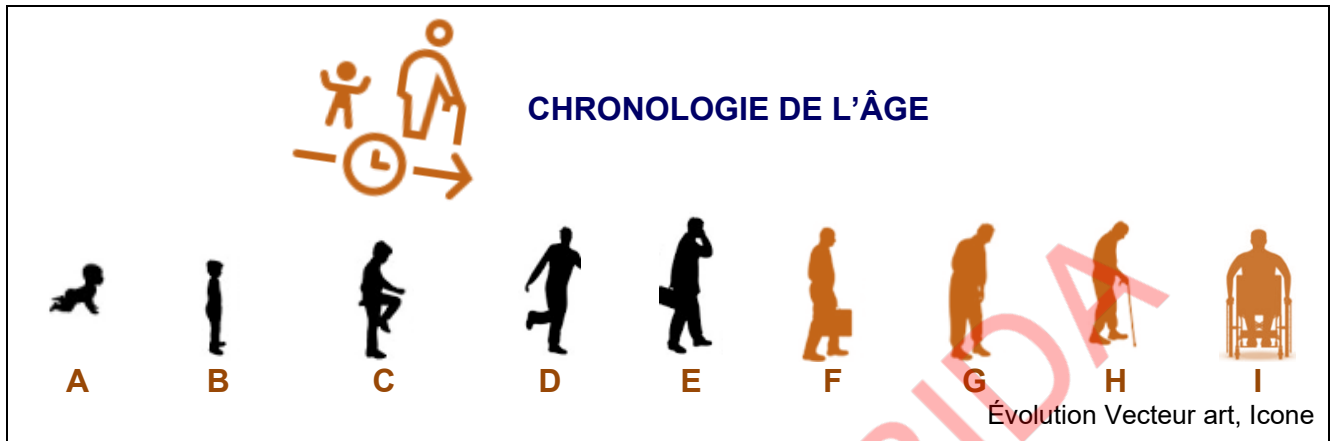 CHRONOLOGIE DE L'ÂGE
A B C D E F G H I
Évolution Vecteur art, Icone